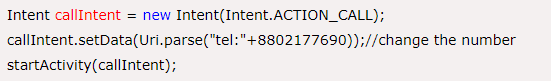 Intent callIntent = new Intent(Intent.ACTION_CALL);
callIntent.setData(Uri.parse("tel:"+8802177690));//change the number
startActivity(callIntent);